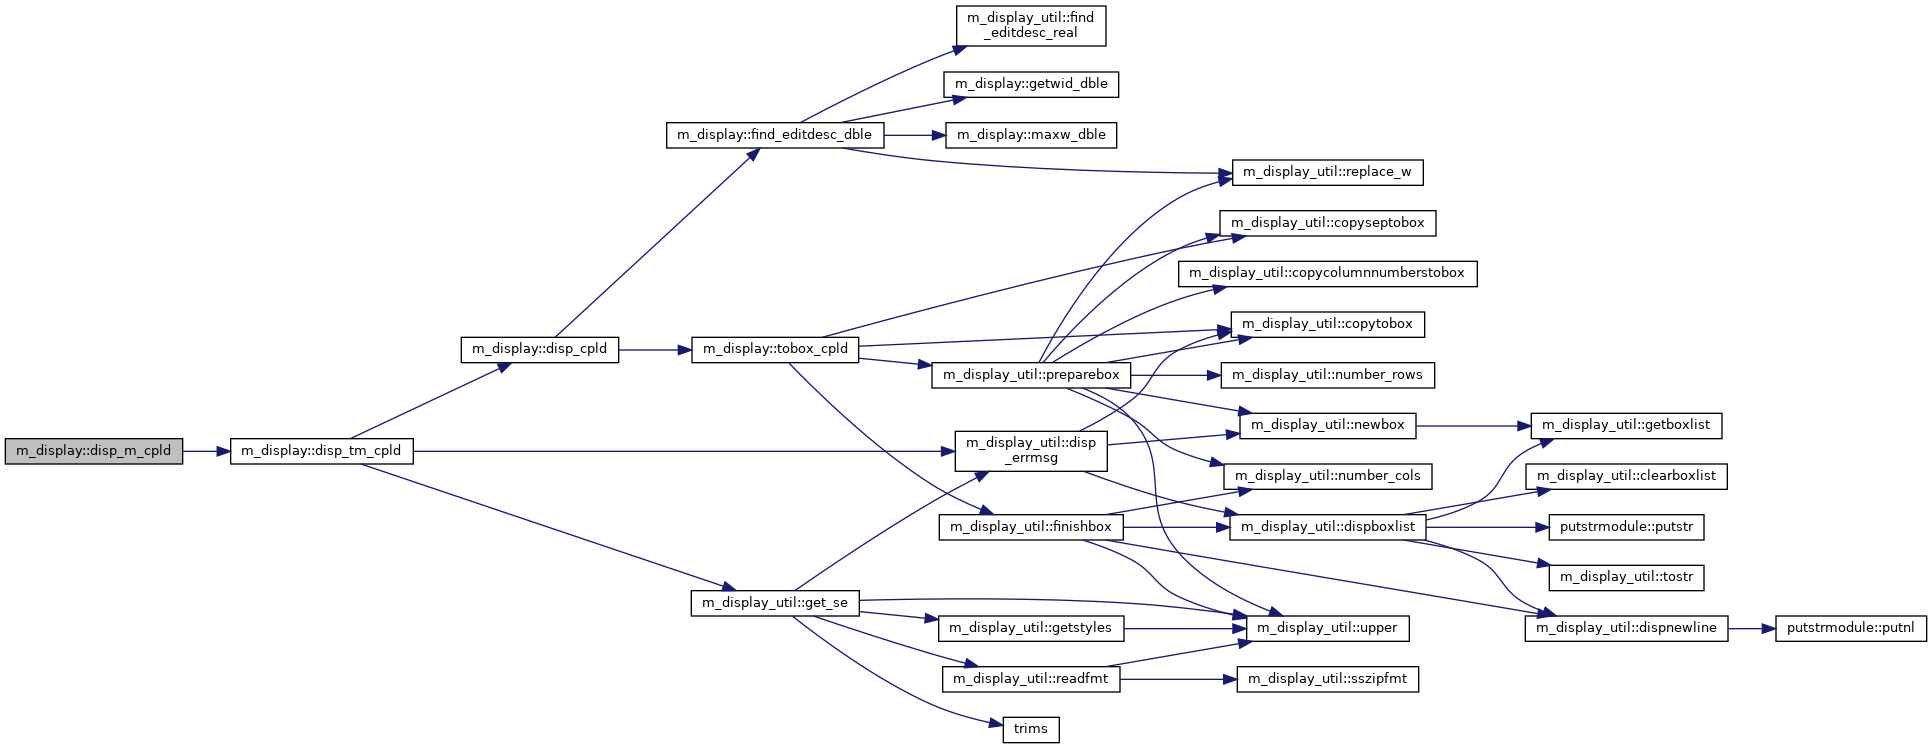 m_display_util::find
_editdesc_real
m_display::getwid_dble
m_display::find_editdesc_dble
m_display::maxw_dble
m_display_util::replace_w
m_display_util::copyseptobox
m_display_util::copycolumnnumberstobox
m_display_util::copytobox
m_display::disp_cpld
m_display::tobox_cpld
m_display_util::preparebox
m_display_util::number_rows
m_display_util::newbox
m_display_util::getboxlist
m_display::disp_m_cpld
m_display::disp_tm_cpld
m_display_util::disp
_errmsg
m_display_util::number_cols
m_display_util::clearboxlist
m_display_util::finishbox
m_display_util::dispboxlist
putstrmodule::putstr
m_display_util::tostr
m_display_util::get_se
m_display_util::getstyles
m_display_util::upper
m_display_util::dispnewline
putstrmodule::putnl
m_display_util::readfmt
m_display_util::sszipfmt
trims